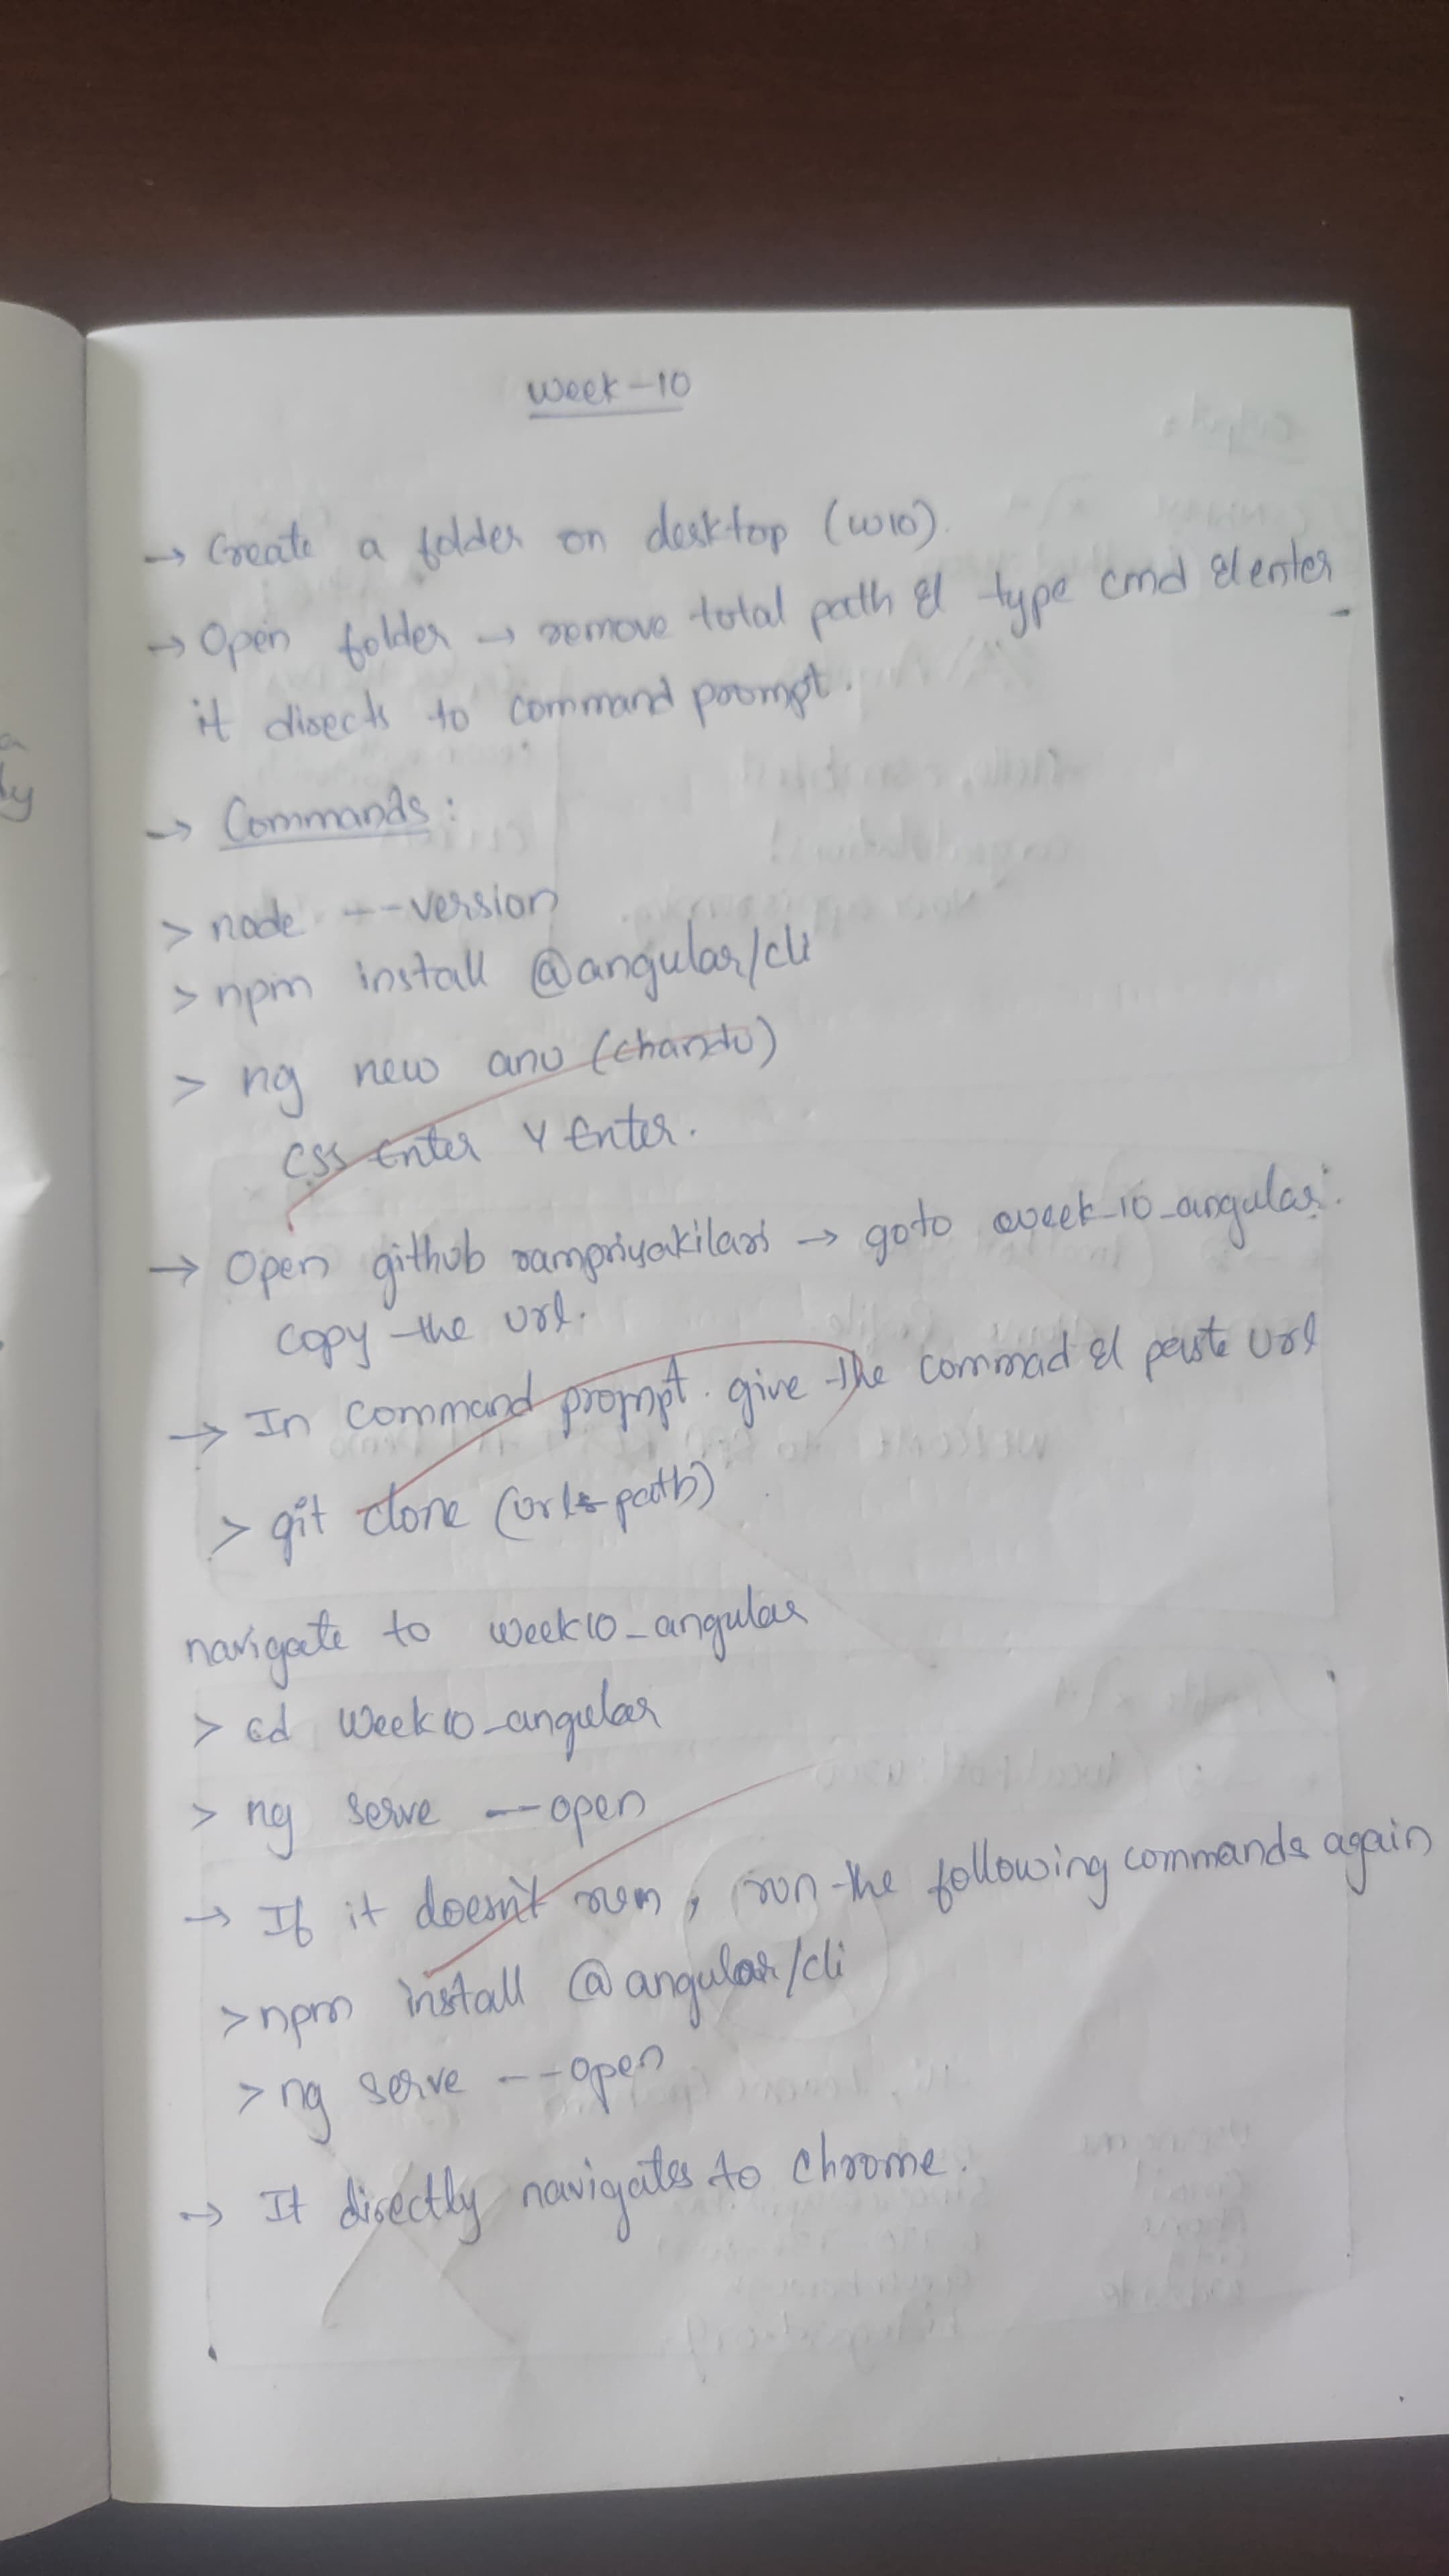 Week-10
→ Create a folder on desktop (W10).
→ Open folder → remove total path & type cmd & enter
it directs to command prompt.
→ Commands:
> node --version
> npm install @angular/cli
> ng new anu (chandu)
CSS Enter Y Enter.
→ Open github rampriyakilari → goto week-10_angular.
copy the url.
→ In command prompt. give the commad & paste url
> git clone (url path)
navigate to week10_angular
> cd Week10_angular
> ng serve --open
→ If it doesn't run, run the following commands again
> npm install @angular/cli
> ng serve --open
→ It directly navigates to chrome.